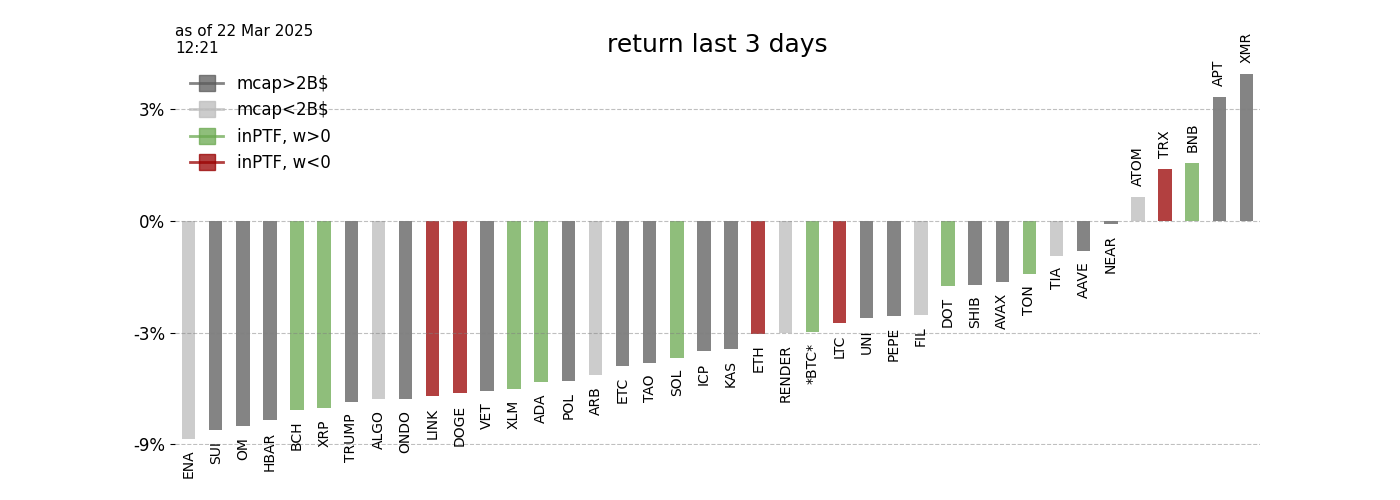 as of 22 Mar 2025
12:21
return last 3 days
mcap>2B$
mcap<2B$
inPTF, w>0
inPTF, w<0
3%
0%
-3%
-9%
ENA
SUI
OM
HBAR
BCH
XRP
TRUMP
ALGO
ONDO
LINK
DOGE
VET
XLM
ADA
POL
ARB
ETC
TAO
SOL
ICP
KAS
ETH
RENDER
*BTC*
LTC
UNI
PEPE
FIL
DOT
SHIB
AVAX
TON
TIA
AAVE
NEAR
ATOM
TRX
BNB
APT
XMR